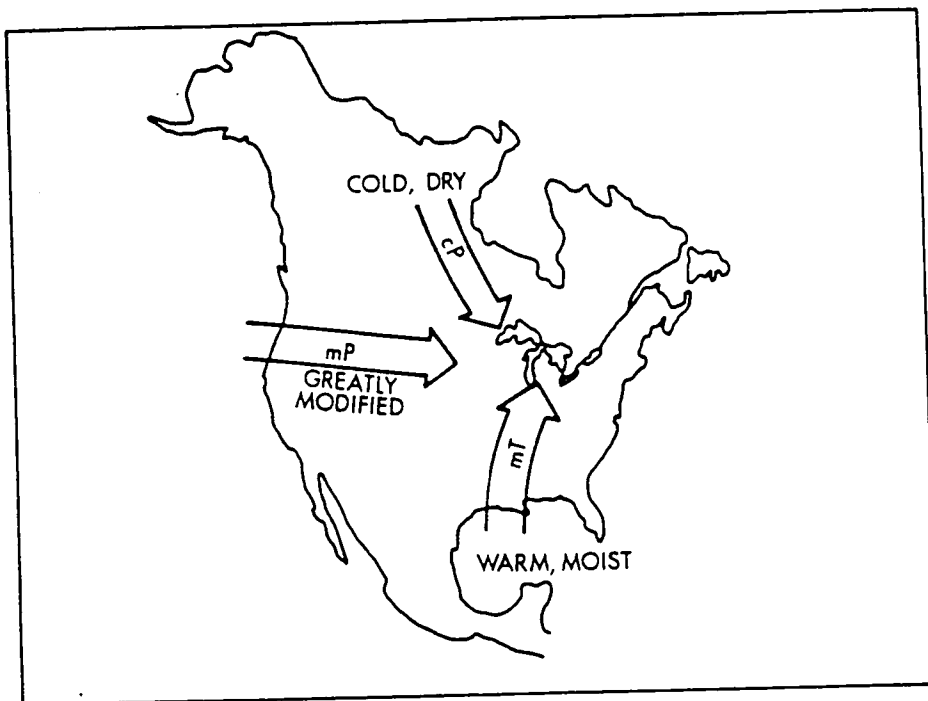 COLD, DRY
cP
mP
GREATLY
MODIFIED
mT
WARM, MOIST